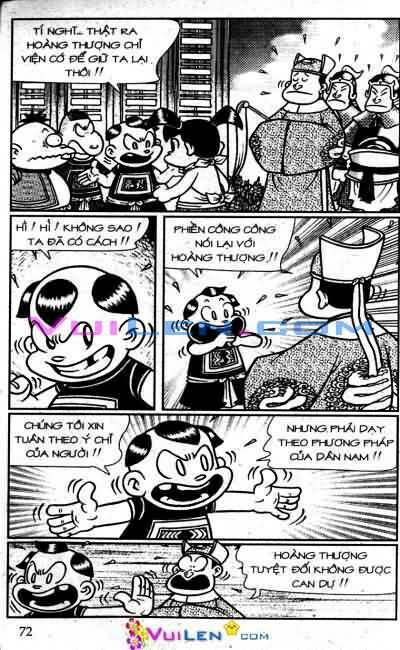 TÍ NGHĨ... THẬT RA
HOÀNG THƯỢNG CHỈ
VIỆN CỚ ĐỂ GIỮ TA LẠI
THÔI !!
HÌ ! HÌ ! KHÔNG SAO !
TA ĐÃ CÓ CÁCH !!
PHIỀN CÔNG CÔNG
NÓI LẠI VỚI
HOÀNG THƯỢNG !!
VUILEN.COM
CHÚNG TÔI XIN
TUÂN THEO Ý CHỈ
CỦA NGƯỜI !!
NHƯNG PHẢI DẠY
THEO PHƯƠNG PHÁP
CỦA DÂN NAM !!
HOÀNG THƯỢNG
TUYỆT ĐỐI KHÔNG ĐƯỢC
CAN DỰ !!
72
VUILEN.COM